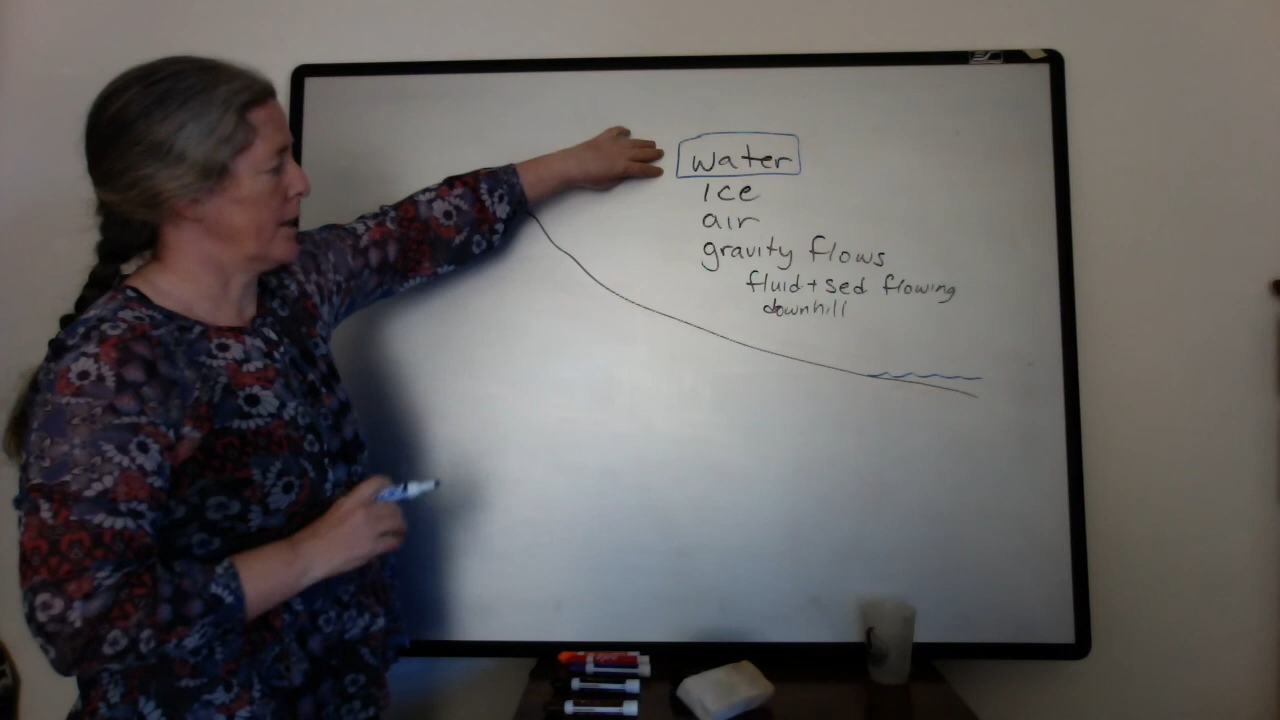 water
Ice
air
gravity flows
fluid + sed flowing
downhill